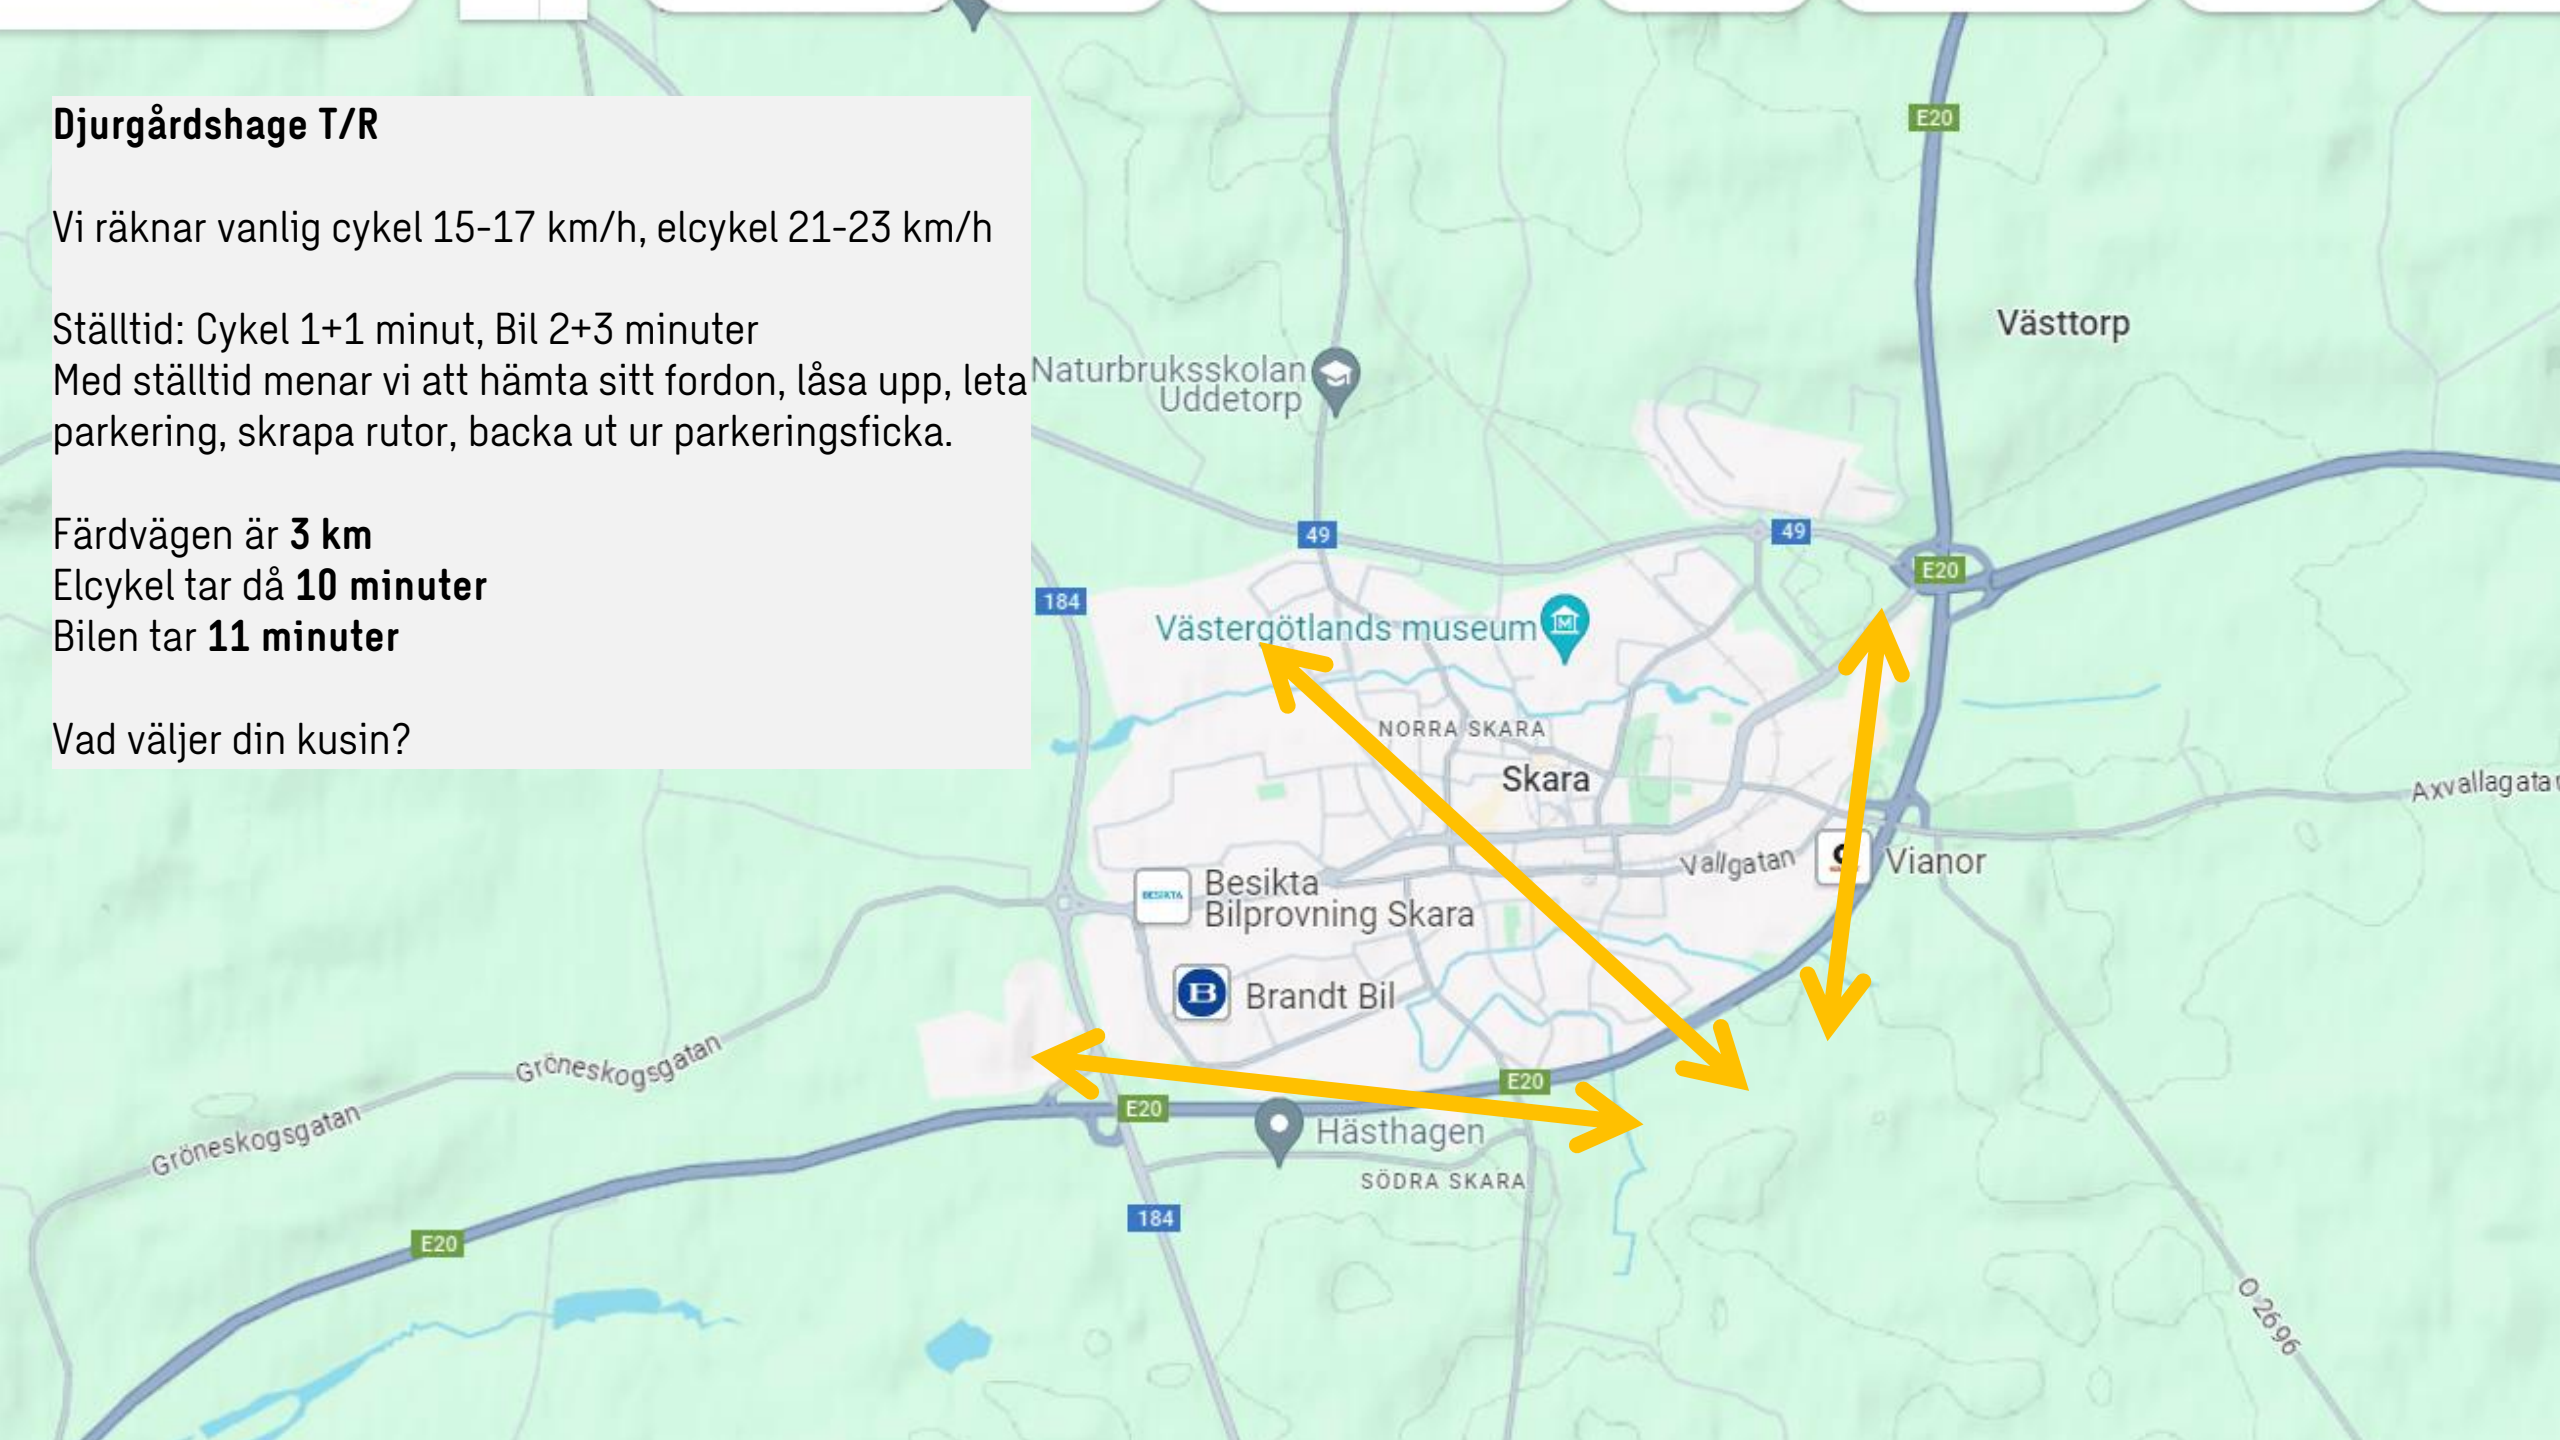 Djurgårdshage T/R
Vi räknar vanlig cykel 15-17 km/h, elcykel 21-23 km/h
Ställtid: Cykel 1+1 minut, Bil 2+3 minuter
Med ställtid menar vi att hämta sitt fordon, låsa upp, leta
parkering, skrapa rutor, backa ut ur parkeringsficka.
Färdvägen är 3 km
Elcykel tar då 10 minuter
Bilen tar 11 minuter
Vad väljer din kusin?
E20
Västtorp
Naturbruksskolan
Uddetorp
49
49
E20
184
Västergötlands museum
M
NORRA SKARA
Skara
Axvallagatan
Vallgatan
Vianor
BESIKTA
Besikta
Bilprovning Skara
B
Brandt Bil
Gröneskogsgatan
E20
E20
Hästhagen
Gröneskogsgatan
SÖDRA SKARA
184
E20
O 2696